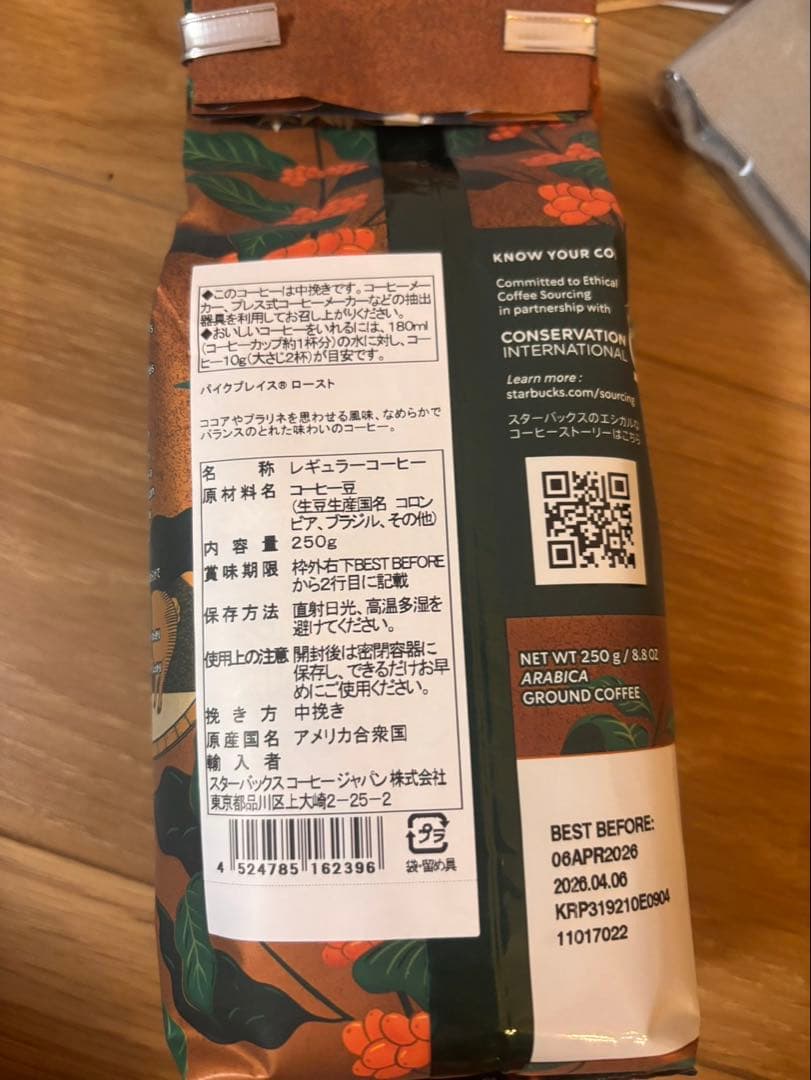 ◆このコーヒーは中挽きです。コーヒーメー
カー、プレス式コーヒーメーカーなどの抽出
器具を利用してお召し上がりください。
◆おいしいコーヒーをいれるには、180ml
(コーヒーカップ約1杯分)の水に対し、コー
ヒー10g(大さじ2杯)が目安です。
パイクプレイス® ロースト
ココアやプラリネを思わせる風味、なめらかで
バランスのとれた味わいのコーヒー。
名称 レギュラーコーヒー
原材料名 コーヒー豆
(生豆生産国名 コロン
ビア、ブラジル、その他)
内容量 250g
賞味期限 枠外右下BEST BEFORE
から2行目に記載
保存方法 直射日光、高温多湿を
避けてください。
使用上の注意 開封後は密閉容器に
保存し、できるだけお早
めにご使用ください。
挽き方 中挽き
原産国名 アメリカ合衆国
輸入者
スターバックス コーヒー ジャパン 株式会社
東京都品川区上大崎2-25-2
4 524785 162396
プラ
袋・留め具
KNOW YOUR CO
Committed to Ethical
Coffee Sourcing
in partnership with
CONSERVATION
INTERNATIONAL
Learn more :
starbucks.com/sourcing
スターバックスのエシカルな
コーヒーストーリーはこちら
NET WT 250 g / 8.8 OZ
ARABICA
GROUND COFFEE
BEST BEFORE:
06APR2026
2026.04.06
KRP319210E0904
11017022